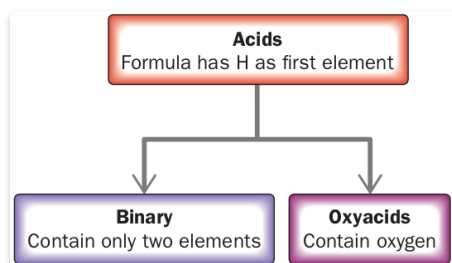 Acids
Formula has H as first element
Binary
Contain only two elements
Oxyacids
Contain oxygen